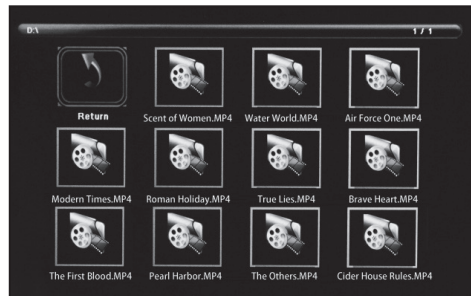 D:\ 1 / 1
Return Scent of Women.MP4 Water World.MP4 Air Force One.MP4
Modern Times.MP4 Roman Holiday.MP4 True Lies.MP4 Brave Heart.MP4
The First Blood.MP4 Pearl Harbor.MP4 The Others.MP4 Cider House Rules.MP4